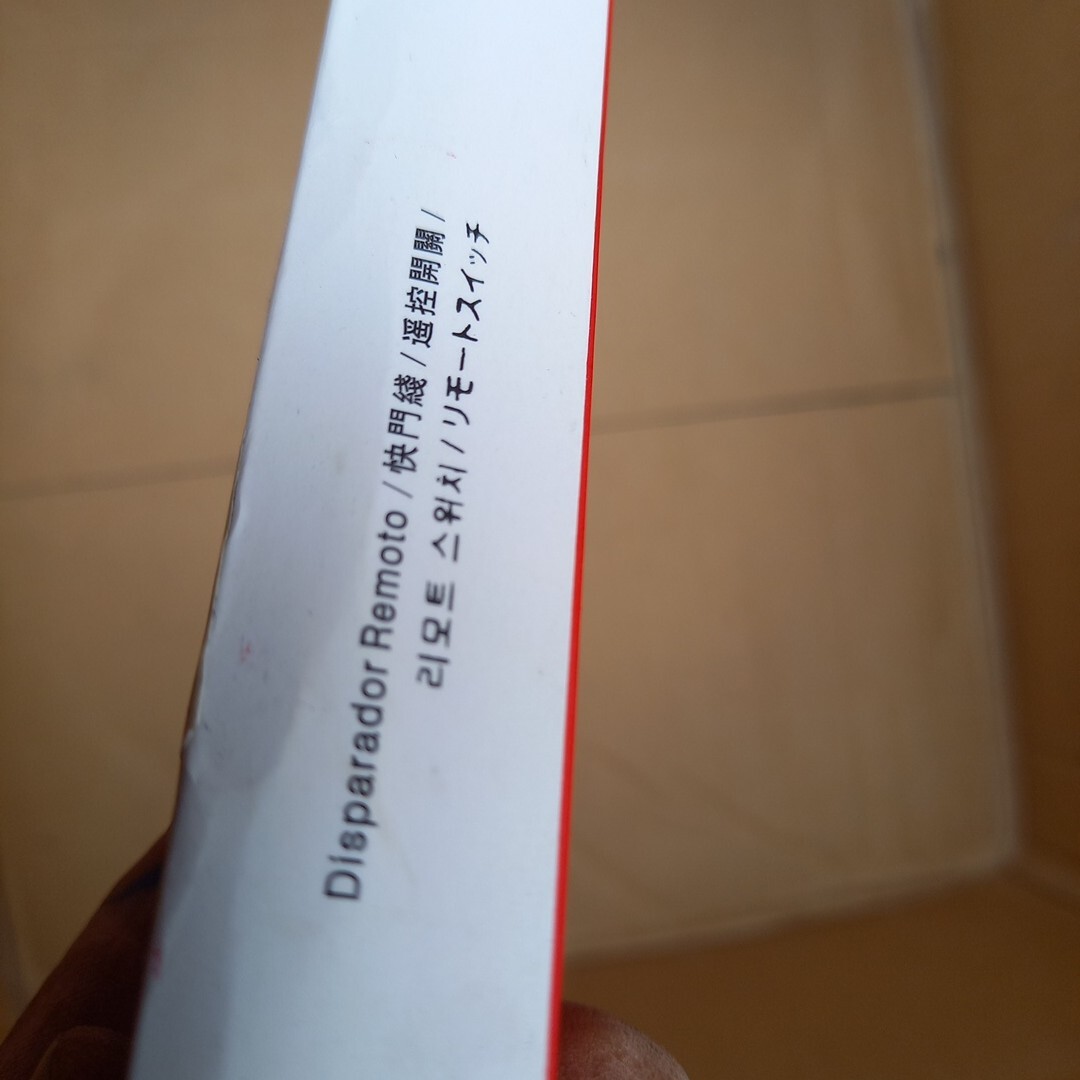 Disparador Remoto / 快門綫 / 遥控開關 /
리모트 스위치 / リモートスイッチ